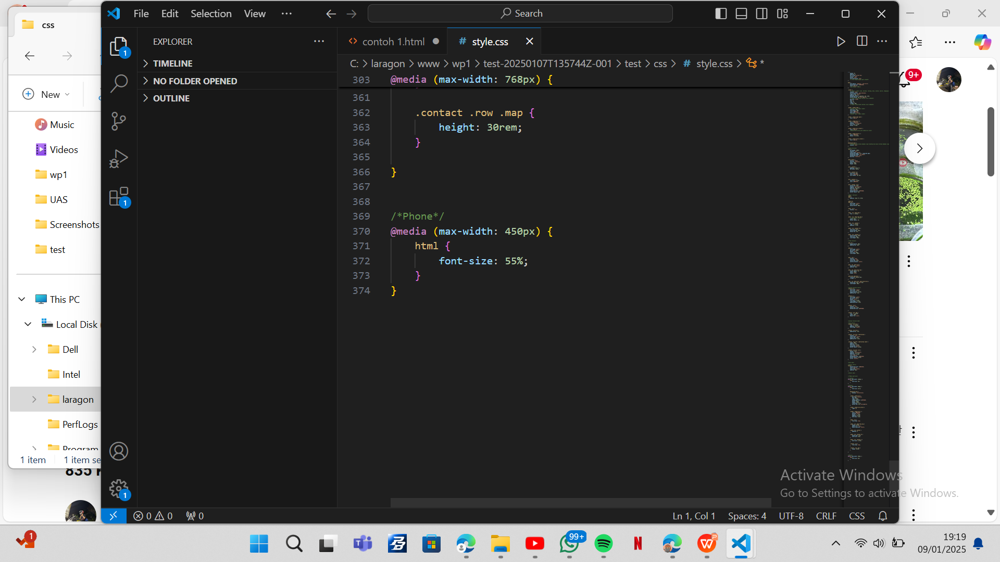 css
New
Music
Videos
wp1
UAS
Screenshots
test
This PC
Local Disk
Dell
Intel
laragon
PerfLogs
Program
1 item
1 item se
835
File Edit Selection View ···
Search
EXPLORER
TIMELINE
NO FOLDER OPENED
OUTLINE
contoh 1.html
# style.css
C: > laragon > www > wp1 > test-20250107T135744Z-001 > test > css > # style.css > *
303 @media (max-width: 768px) {
361
362 .contact .row .map {
363 height: 30rem;
364 }
365
366 }
367
368
369 /*Phone*/
370 @media (max-width: 450px) {
371 html {
372 font-size: 55%;
373 }
374 }
1
1
1
9+
Activate Windows
Go to Settings to activate Windows.
0 0 0
Ln 1, Col 1 Spaces: 4 UTF-8 CRLF CSS
1
99+
19:19
09/01/2025